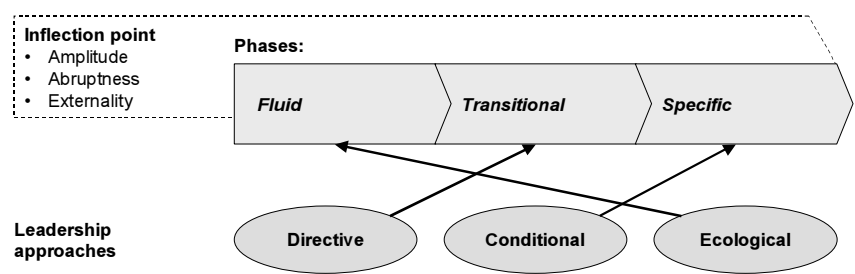 Inflection point
• Amplitude
• Abruptness
• Externality
Phases:
Fluid
Transitional
Specific
Leadership
approaches
Directive
Conditional
Ecological